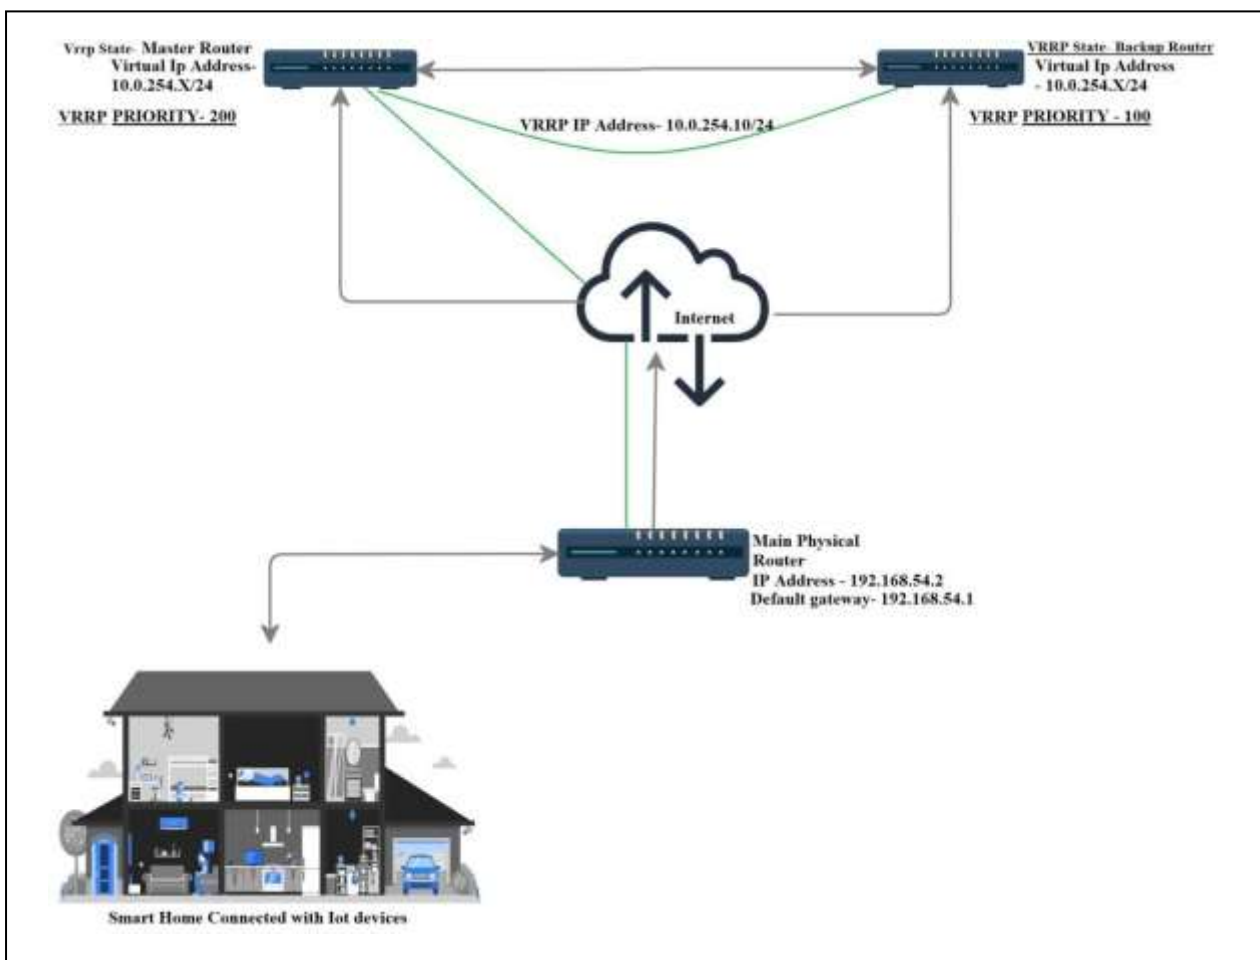 Vrrp State- Master Router
Virtual Ip Address-
10.0.254.X/24
VRRP PRIORITY- 200
VRRP State- Backup Router
Virtual Ip Address
- 10.0.254.X/24
VRRP PRIORITY - 100
VRRP IP Address- 10.0.254.10/24
Internet
Main Physical
Router
IP Address - 192.168.54.2
Default gateway- 192.168.54.1
Smart Home Connected with Iot devices